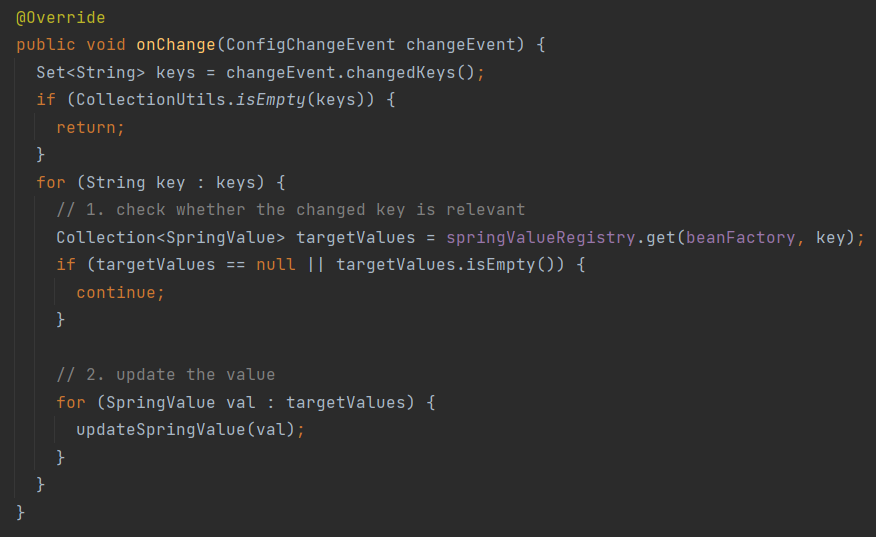 @Override
public void onChange(ConfigChangeEvent changeEvent) {
  Set<String> keys = changeEvent.changedKeys();
  if (CollectionUtils.isEmpty(keys)) {
    return;
  }
  for (String key : keys) {
    // 1. check whether the changed key is relevant
    Collection<SpringValue> targetValues = springValueRegistry.get(beanFactory, key);
    if (targetValues == null || targetValues.isEmpty()) {
      continue;
    }

    // 2. update the value
    for (SpringValue val : targetValues) {
      updateSpringValue(val);
    }
  }
}